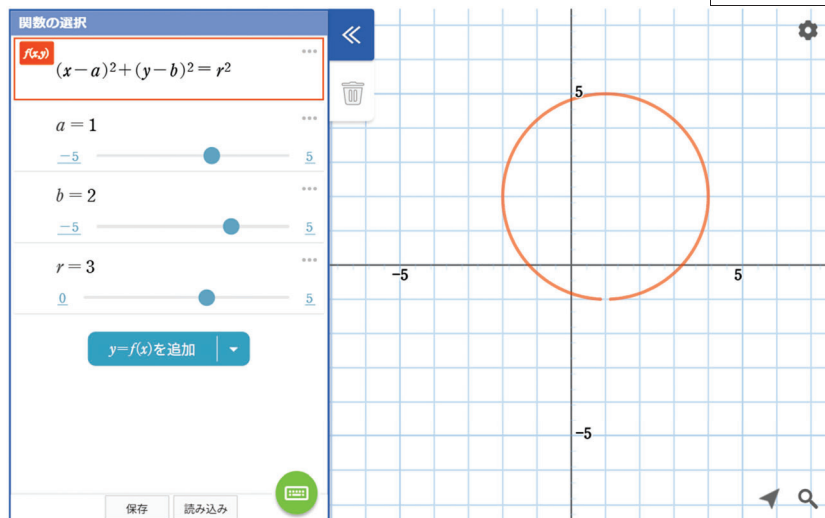 関数の選択
f(x,y)
(x−a)²+(y−b)²=r²
a=1
−5 5
b=2
−5 5
r=3
0 5
y=f(x)を追加
保存 読み込み
5
−5 5
−5